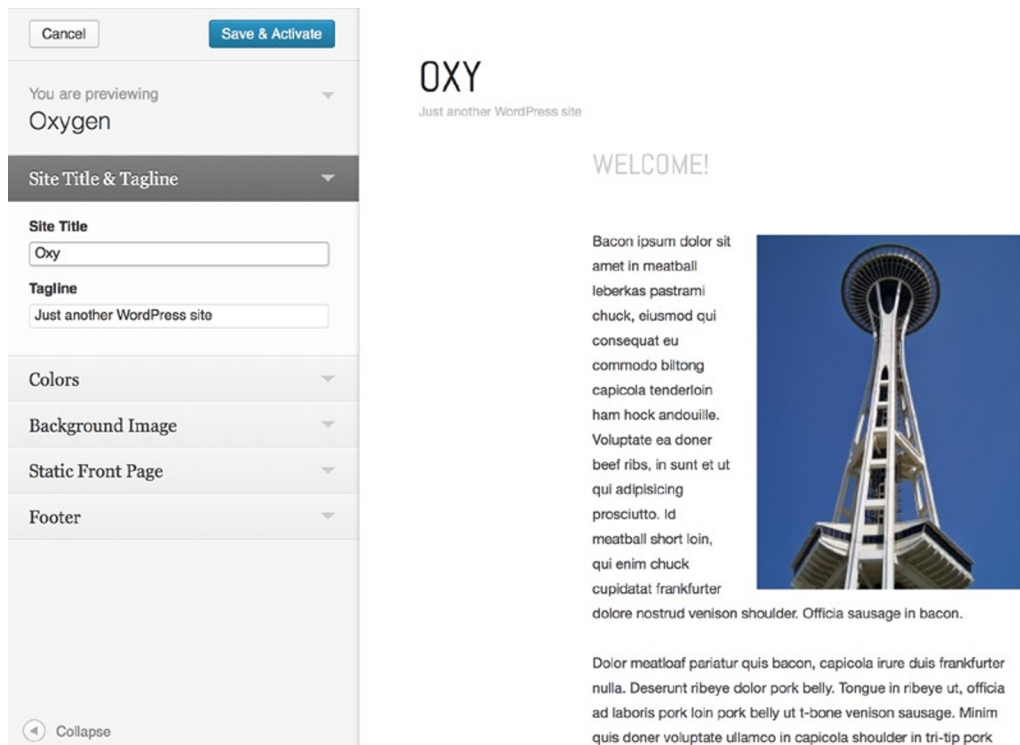 Cancel
Save & Activate
You are previewing
Oxygen
Site Title & Tagline
Site Title
Oxy
Tagline
Just another WordPress site
Colors
Background Image
Static Front Page
Footer
Collapse
OXY
Just another WordPress site
WELCOME!
Bacon ipsum dolor sit
amet in meatball
leberkas pastrami
chuck, eiusmod qui
consequat eu
commodo biltong
capicola tenderloin
ham hock andouille.
Voluptate ea doner
beef ribs, in sunt et ut
qui adipisicing
prosciutto. Id
meatball short loin,
qui enim chuck
cupidatat frankfurter
dolore nostrud venison shoulder. Officia sausage in bacon.
Dolor meatloaf pariatur quis bacon, capicola irure duis frankfurter
nulla. Deserunt ribeye dolor pork belly. Tongue in ribeye ut, officia
ad laboris pork loin pork belly ut t-bone venison sausage. Minim
quis doner voluptate ullamco in capicola shoulder in tri-tip pork